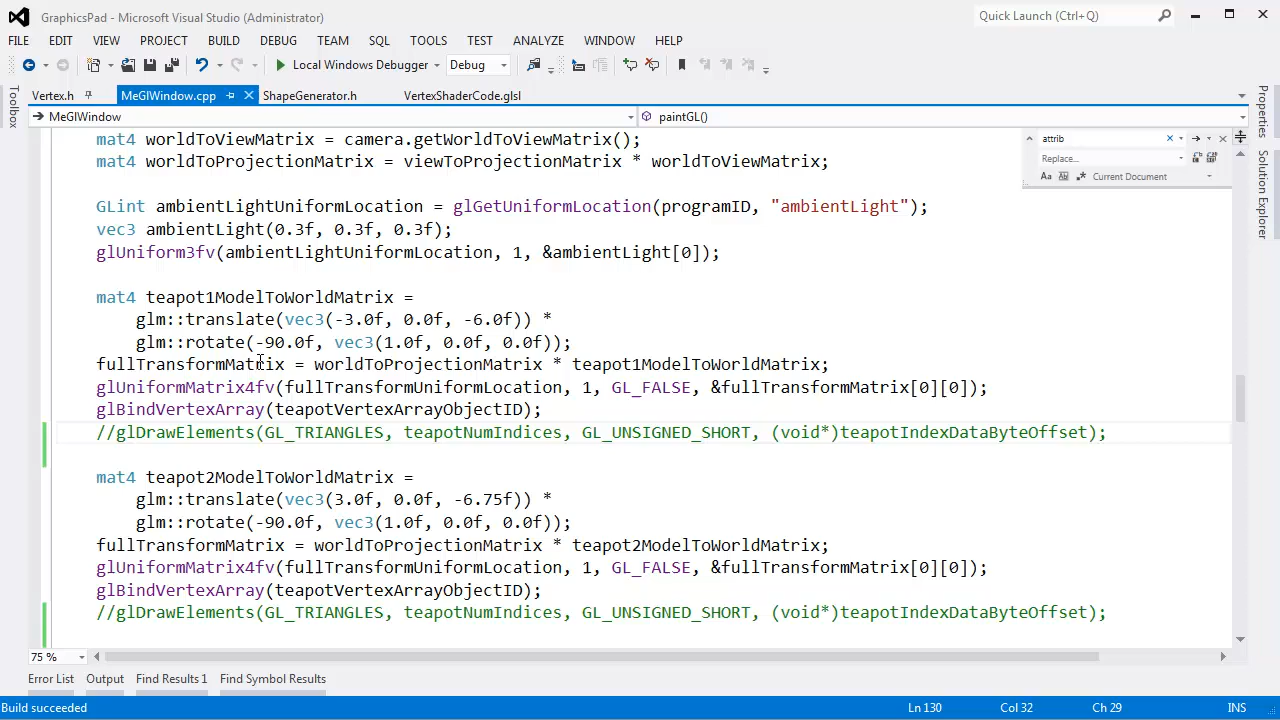 GraphicsPad - Microsoft Visual Studio (Administrator)
Quick Launch (Ctrl+Q)
FILE EDIT VIEW PROJECT BUILD DEBUG TEAM SQL TOOLS TEST ANALYZE WINDOW HELP
Local Windows Debugger Debug
Toolbox
Vertex.h MeGlWindow.cpp ShapeGenerator.h VertexShaderCode.glsl
Properties
Solution Explorer
MeGlWindow paintGL()
attrib
Replace...
Aa Current Document
mat4 worldToViewMatrix = camera.getWorldToViewMatrix();
mat4 worldToProjectionMatrix = viewToProjectionMatrix * worldToViewMatrix;
GLint ambientLightUniformLocation = glGetUniformLocation(programID, "ambientLight");
vec3 ambientLight(0.3f, 0.3f, 0.3f);
glUniform3fv(ambientLightUniformLocation, 1, &ambientLight[0]);
mat4 teapot1ModelToWorldMatrix =
glm::translate(vec3(-3.0f, 0.0f, -6.0f)) *
glm::rotate(-90.0f, vec3(1.0f, 0.0f, 0.0f));
fullTransformMatrix = worldToProjectionMatrix * teapot1ModelToWorldMatrix;
glUniformMatrix4fv(fullTransformUniformLocation, 1, GL_FALSE, &fullTransformMatrix[0][0]);
glBindVertexArray(teapotVertexArrayObjectID);
//glDrawElements(GL_TRIANGLES, teapotNumIndices, GL_UNSIGNED_SHORT, (void*)teapotIndexDataByteOffset);
mat4 teapot2ModelToWorldMatrix =
glm::translate(vec3(3.0f, 0.0f, -6.75f)) *
glm::rotate(-90.0f, vec3(1.0f, 0.0f, 0.0f));
fullTransformMatrix = worldToProjectionMatrix * teapot2ModelToWorldMatrix;
glUniformMatrix4fv(fullTransformUniformLocation, 1, GL_FALSE, &fullTransformMatrix[0][0]);
glBindVertexArray(teapotVertexArrayObjectID);
//glDrawElements(GL_TRIANGLES, teapotNumIndices, GL_UNSIGNED_SHORT, (void*)teapotIndexDataByteOffset);
75 %
Error List Output Find Results 1 Find Symbol Results
Build succeeded Ln 130 Col 32 Ch 29 INS